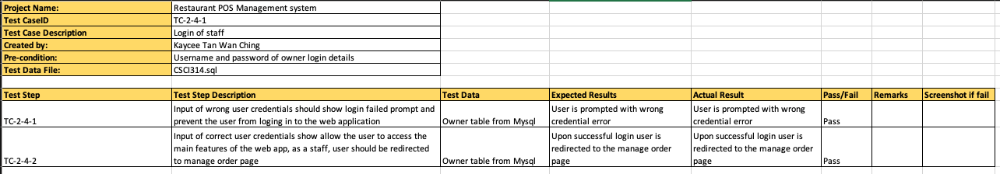 Project Name: Restaurant POS Management system
Test CaseID TC-2-4-1
Test Case Description Login of staff
Created by: Kaycee Tan Wan Ching
Pre-condition: Username and password of owner login details
Test Data File: CSCI314.sql
Test Step Test Step Description Test Data Expected Results Actual Result Pass/Fail Remarks Screenshot if fail
TC-2-4-1
Input of wrong user credentials should show login failed prompt and
prevent the user from loging in to the web application
Owner table from Mysql
User is prompted with wrong
credential error
User is prompted with wrong
credential error
Pass
TC-2-4-2
Input of correct user credentials show allow the user to access the
main features of the web app, as a staff, user should be redirected
to manage order page
Owner table from Mysql
Upon successful login user is
redirected to the manage order
page
Upon successful login user is
redirected to the manage order
page
Pass